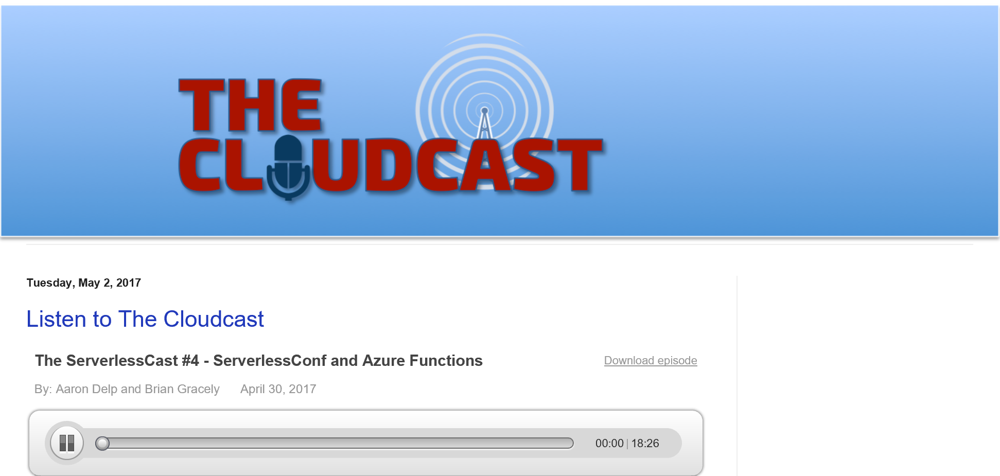 THE
CLOUDCAST
Tuesday, May 2, 2017
Listen to The Cloudcast
The ServerlessCast #4 - ServerlessConf and Azure Functions
Download episode
By: Aaron Delp and Brian Gracely April 30, 2017
00:00 | 18:26